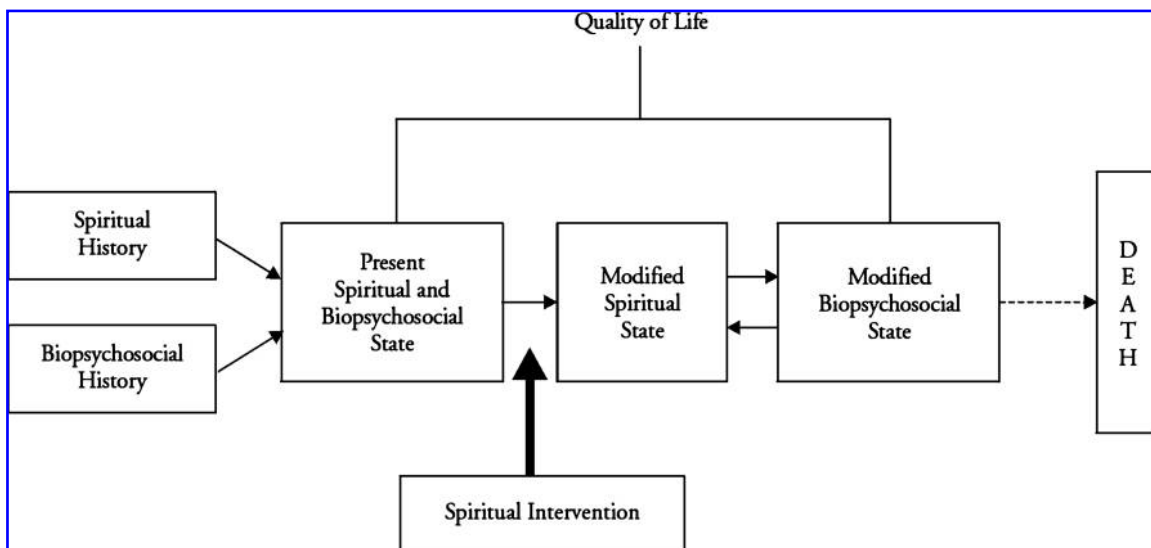 Quality of Life
Spiritual
History
Biopsychosocial
History
Present
Spiritual and
Biopsychosocial
State
Modified
Spiritual
State
Modified
Biopsychosocial
State
D
E
A
T
H
Spiritual Intervention